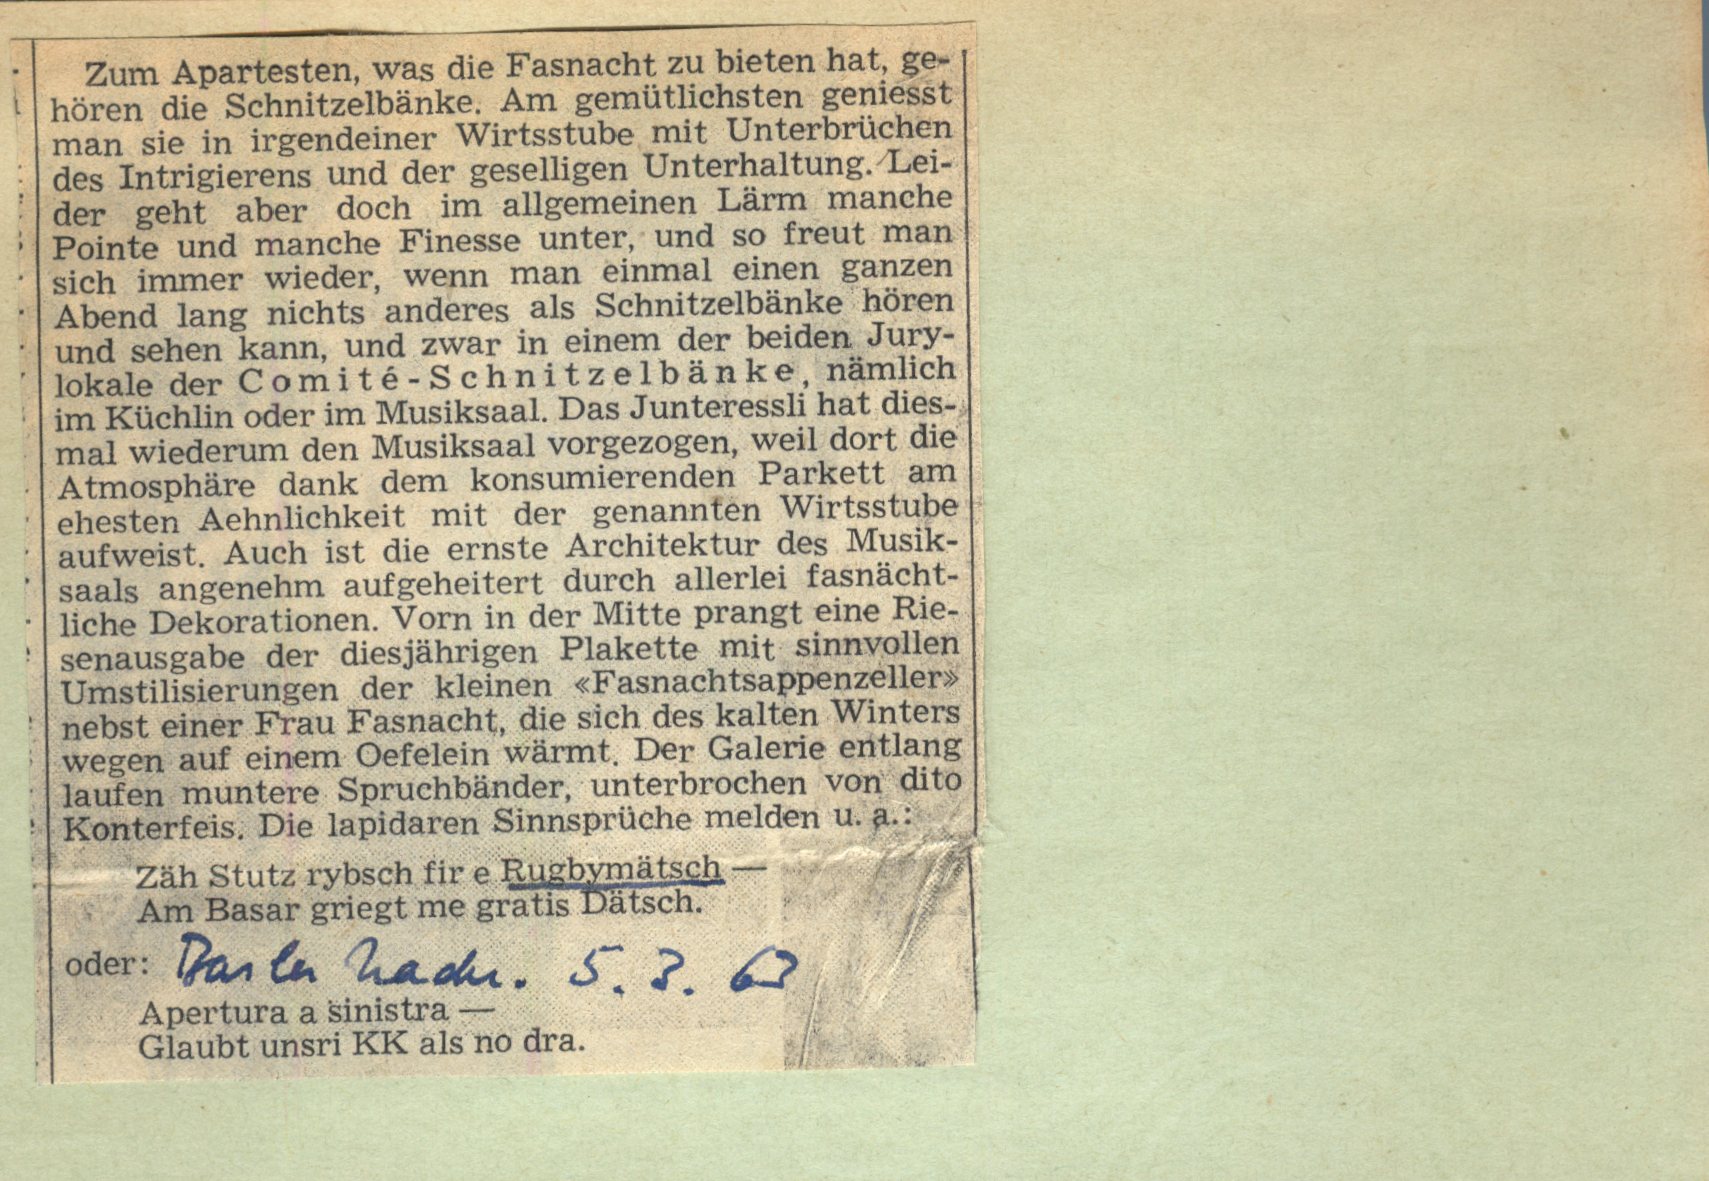 Zum Apartesten, was die Fasnacht zu bieten hat, ge-
hören die Schnitzelbänke. Am gemütlichsten geniesst
man sie in irgendeiner Wirtsstube mit Unterbrüchen
des Intrigierens und der geselligen Unterhaltung. Lei-
der geht aber doch im allgemeinen Lärm manche
Pointe und manche Finesse unter, und so freut man
sich immer wieder, wenn man einmal einen ganzen
Abend lang nichts anderes als Schnitzelbänke hören
und sehen kann, und zwar in einem der beiden Jury-
lokale der Comité-Schnitzelbänke, nämlich
im Küchlin oder im Musiksaal. Das Junteressli hat dies-
mal wiederum den Musiksaal vorgezogen, weil dort die
Atmosphäre dank dem konsumierenden Parkett am
ehesten Aehnlichkeit mit der genannten Wirtsstube
aufweist. Auch ist die ernste Architektur des Musik-
saals angenehm aufgeheitert durch allerlei fasnächt-
liche Dekorationen. Vorn in der Mitte prangt eine Rie-
senausgabe der diesjährigen Plakette mit sinnvollen
Umstilisierungen der kleinen «Fasnachtsappenzeller»
nebst einer Frau Fasnacht, die sich des kalten Winters
wegen auf einem Oefelein wärmt. Der Galerie entlang
laufen muntere Spruchbänder, unterbrochen von dito
Konterfeis. Die lapidaren Sinnsprüche melden u. a.:
Zäh Stutz rybsch fir e Rugbymätsch —
Am Basar griegt me gratis Dätsch.
oder: Basler Nachr. 5. 3. 63
Apertura a sinistra —
Glaubt unsri KK als no dra.